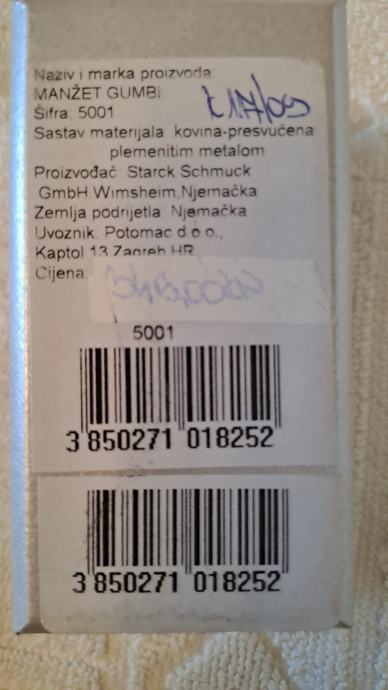 Naziv i marka proizvoda:
MANŽET GUMBI
Šifra: 5001
Sastav materijala kovina-presvučena
plemenitim metalom
Proizvođač Starck Schmuck
GmbH Wimsheim,Njemačka
Zemlja podrijetla: Njemačka
Uvoznik. Potomac d.o.o.,
Kaptol 13 Zagreb HR
Cijena:
5001
3 850271 018252
3 850271 018252